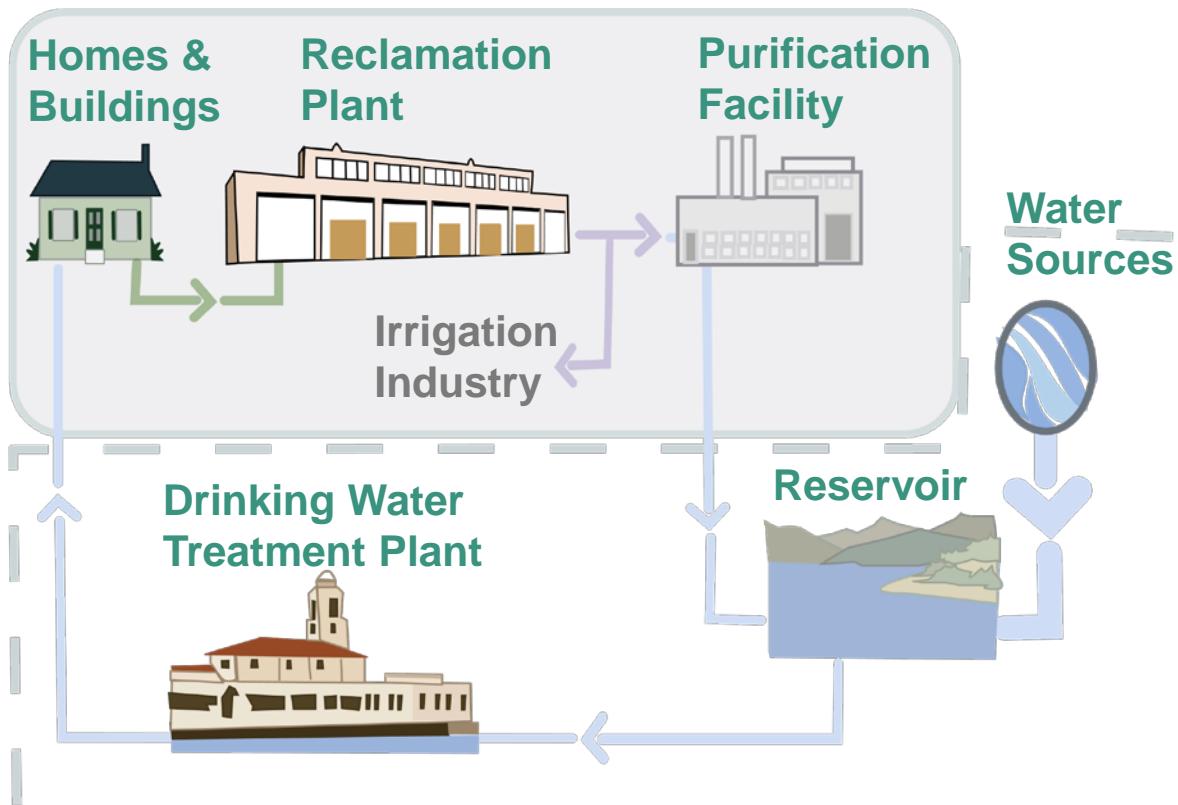 Homes &
Buildings
Reclamation
Plant
Purification
Facility
Water
Sources
Irrigation
Industry
Drinking Water
Treatment Plant
Reservoir